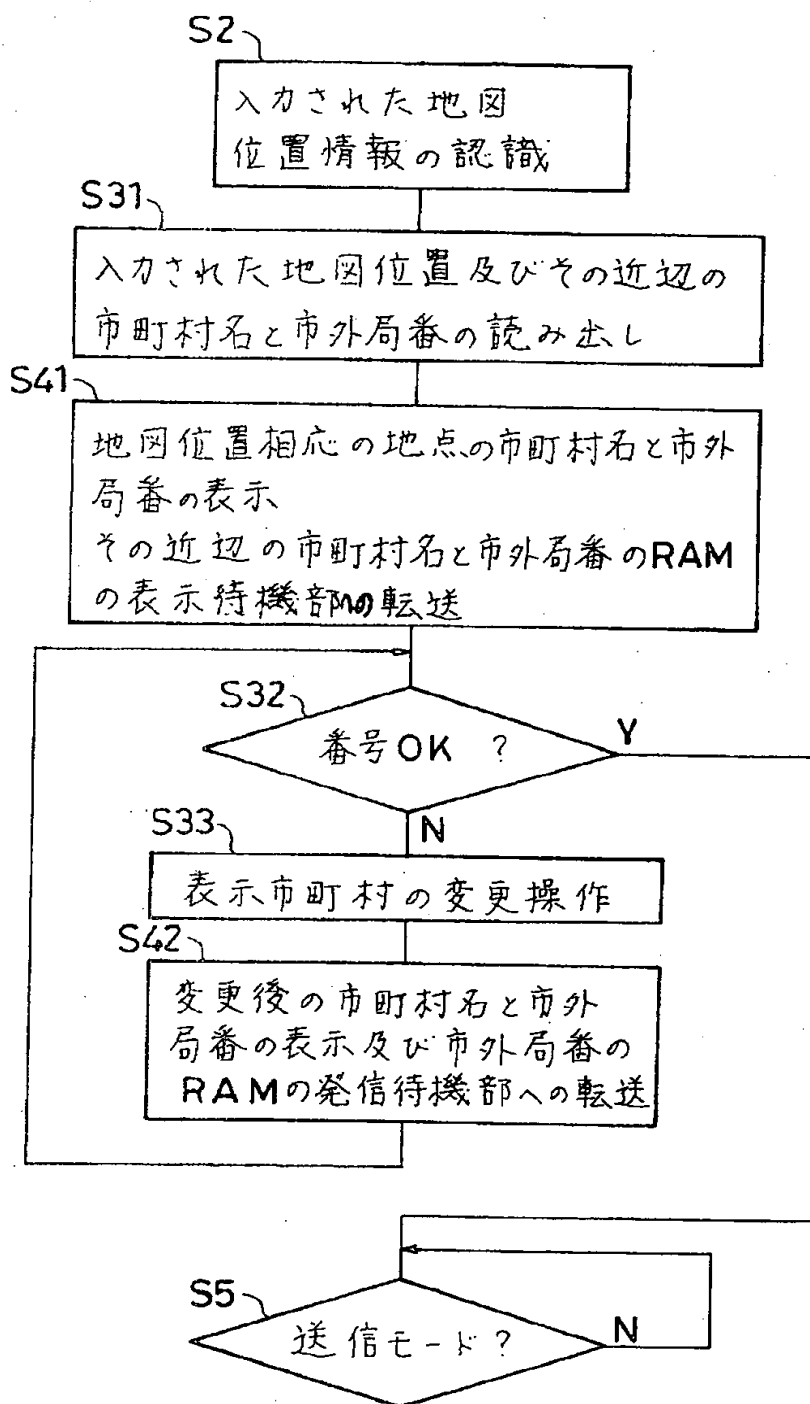 S2
入力された地図
位置情報の認識
S31
入力された地図位置及びその近辺の
市町村名と市外局番の読み出し
S41
地図位置相応の地点の市町村名と市外
局番の表示
その近辺の市町村名と市外局番のRAM
の表示待機部への転送
S32
番号OK ?
Y
N
S33
表示市町村の変更操作
S42
変更後の市町村名と市外
局番の表示及び市外局番の
RAMの発信待機部への転送
S5
送信モード?
N